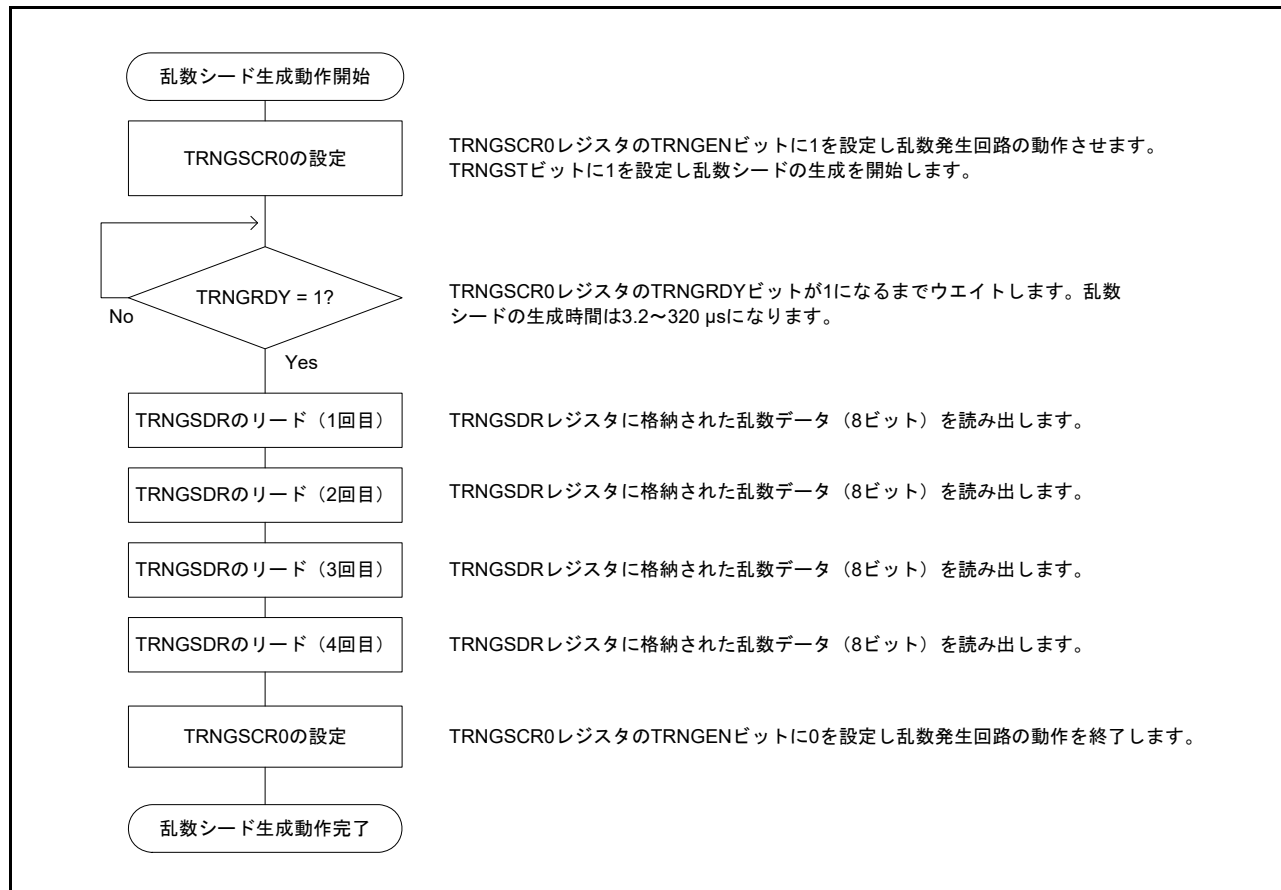 乱数シード生成動作開始
TRNGSCR0の設定
TRNGSCR0レジスタのTRNGENビットに1を設定し乱数発生回路の動作させます。
TRNGSTビットに1を設定し乱数シードの生成を開始します。
TRNGRDY = 1?
No
Yes
TRNGSCR0レジスタのTRNGRDYビットが1になるまでウエイトします。乱数
シードの生成時間は3.2～320 µsになります。
TRNGSDRのリード（1回目）
TRNGSDRレジスタに格納された乱数データ（8ビット）を読み出します。
TRNGSDRのリード（2回目）
TRNGSDRレジスタに格納された乱数データ（8ビット）を読み出します。
TRNGSDRのリード（3回目）
TRNGSDRレジスタに格納された乱数データ（8ビット）を読み出します。
TRNGSDRのリード（4回目）
TRNGSDRレジスタに格納された乱数データ（8ビット）を読み出します。
TRNGSCR0の設定
TRNGSCR0レジスタのTRNGENビットに0を設定し乱数発生回路の動作を終了します。
乱数シード生成動作完了